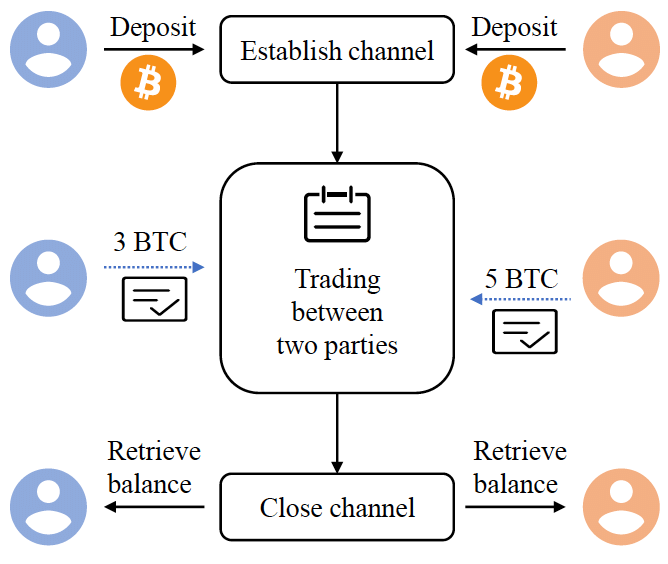 Deposit
Deposit
Establish channel
3 BTC
5 BTC
Trading
between
two parties
Retrieve
balance
Retrieve
balance
Close channel